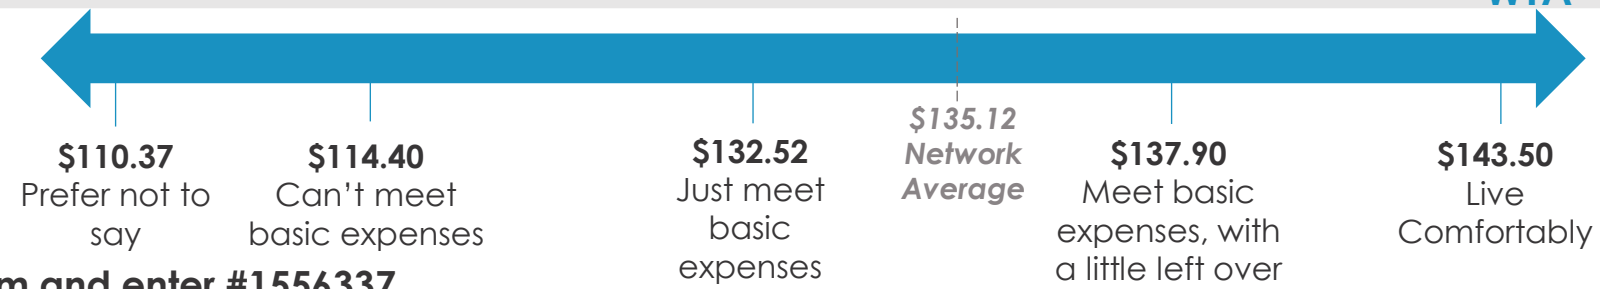 $110.37
Prefer not to
say
$114.40
Can't meet
basic expenses
$132.52
Just meet
basic
expenses
$135.12
Network
Average
$137.90
Meet basic
expenses, with
a little left over
$143.50
Live
Comfortably
and enter #1556337